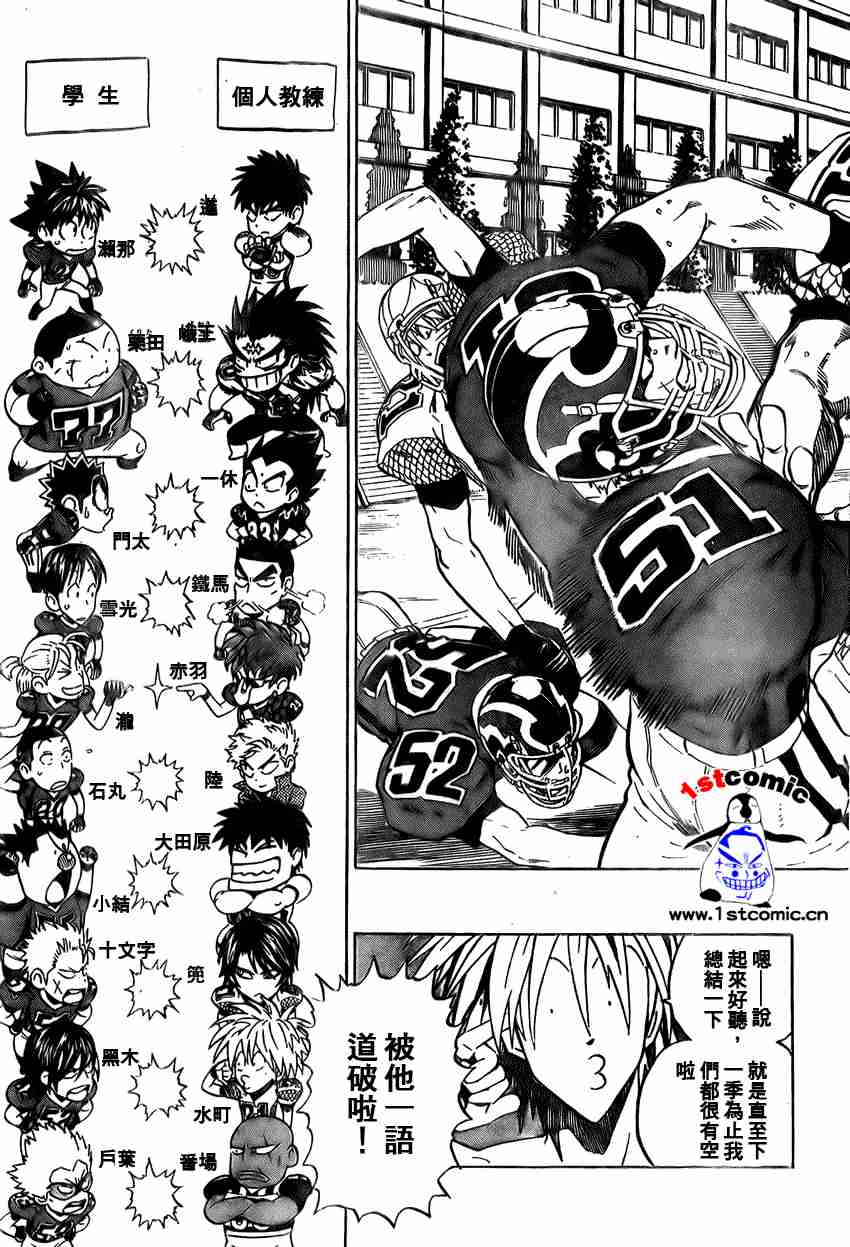 嗯——說
起來好聽，
總結一下
就是直至下
一季為止我
們都很有空
啦
被他一語
道破啦！
51
51
52
52
1stcomic
www.1stcomic.cn
學生
個人教練
瀨那
進
栗田
峨王
77
門太
一休
雪光
鐵馬
瀧
赤羽
石丸
陸
小結
大田原
十文字
筧
黑木
水町
戶葉
番場